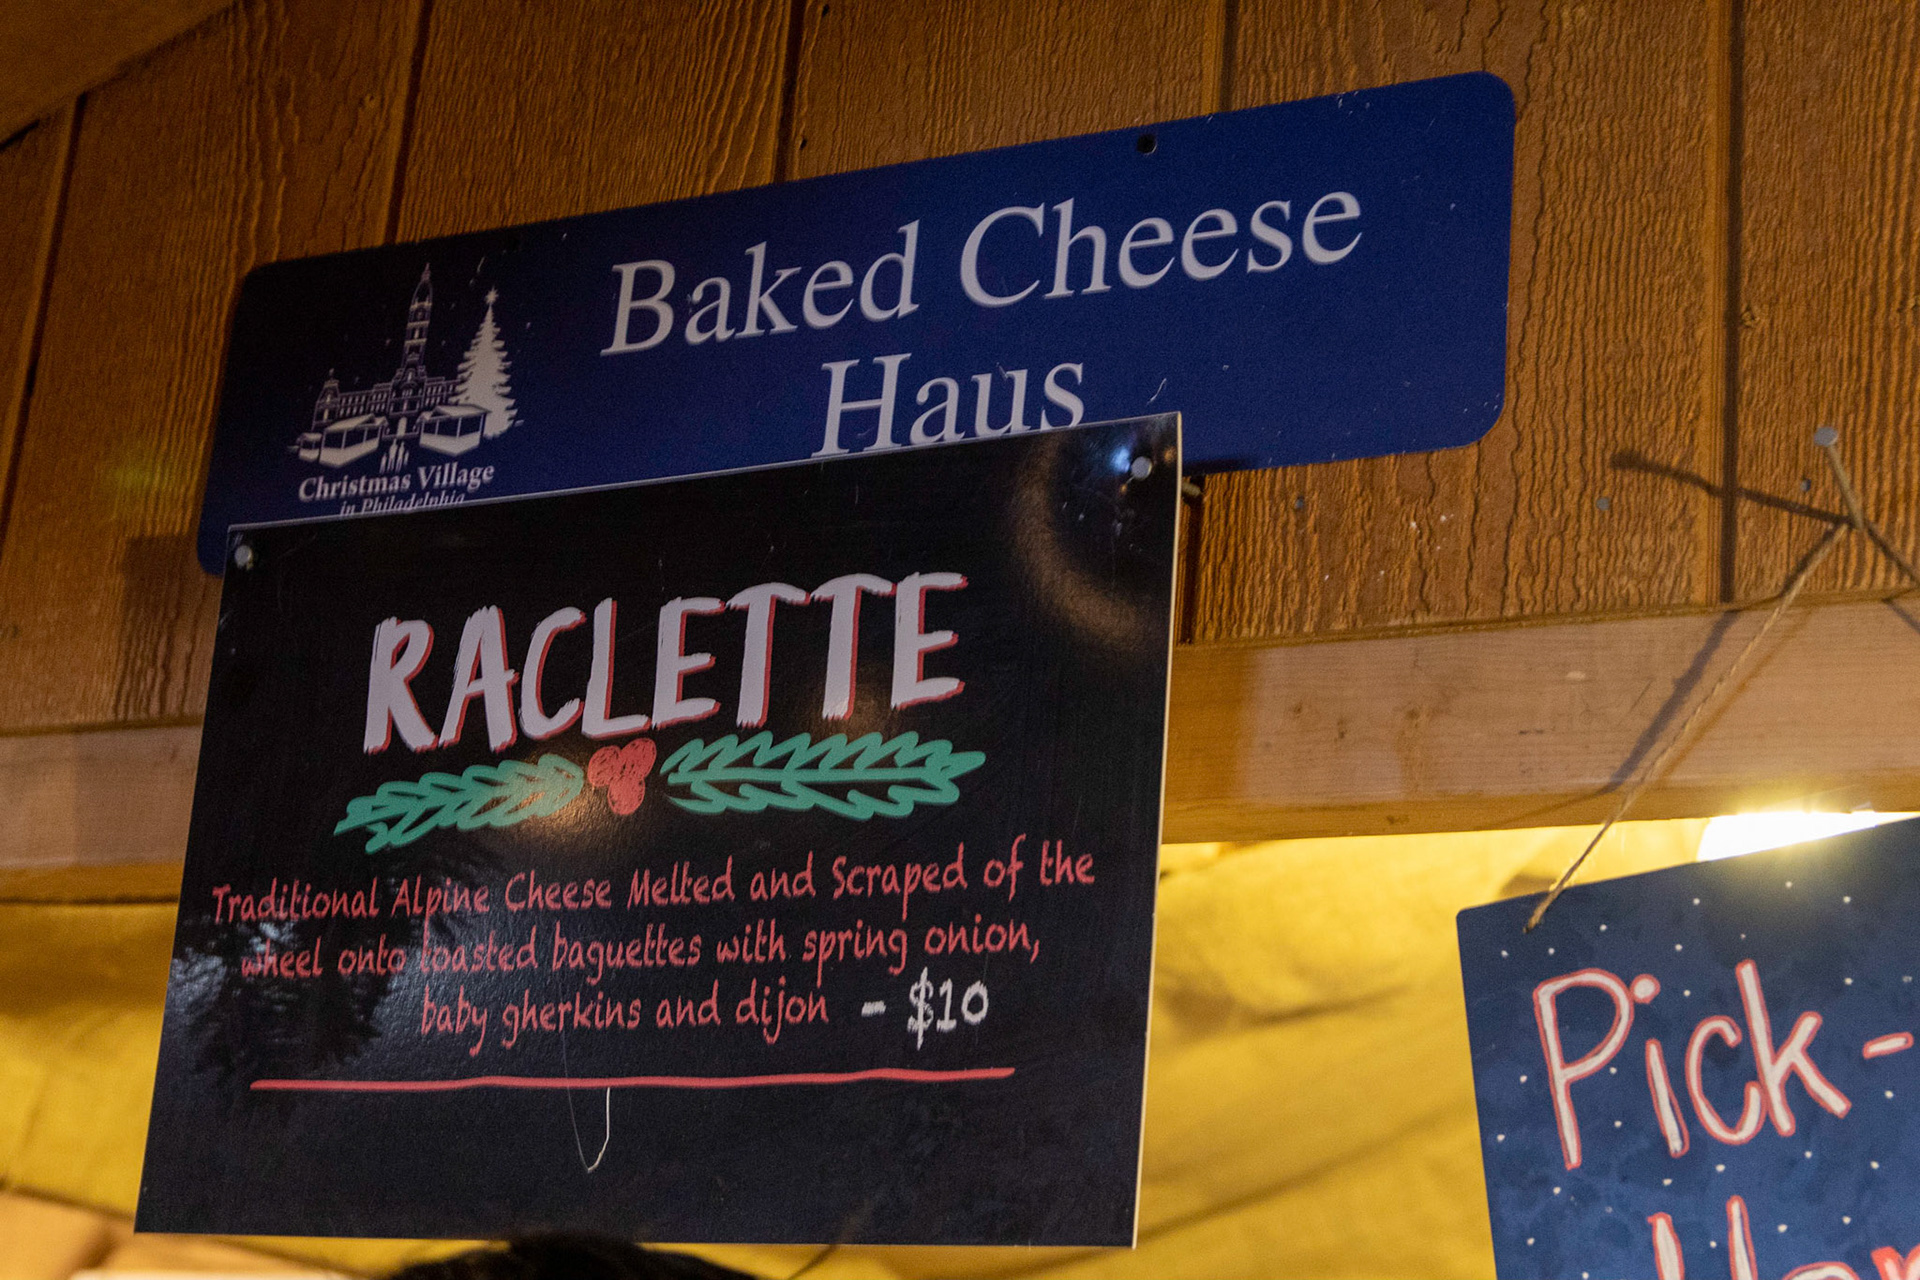 Baked Cheese
Haus
Christmas Village
in Philadelphia
RACLETTE
Traditional Alpine Cheese Melted and Scraped of the
wheel onto toasted baguettes with spring onion,
baby gherkins and dijon - $10
Pick-